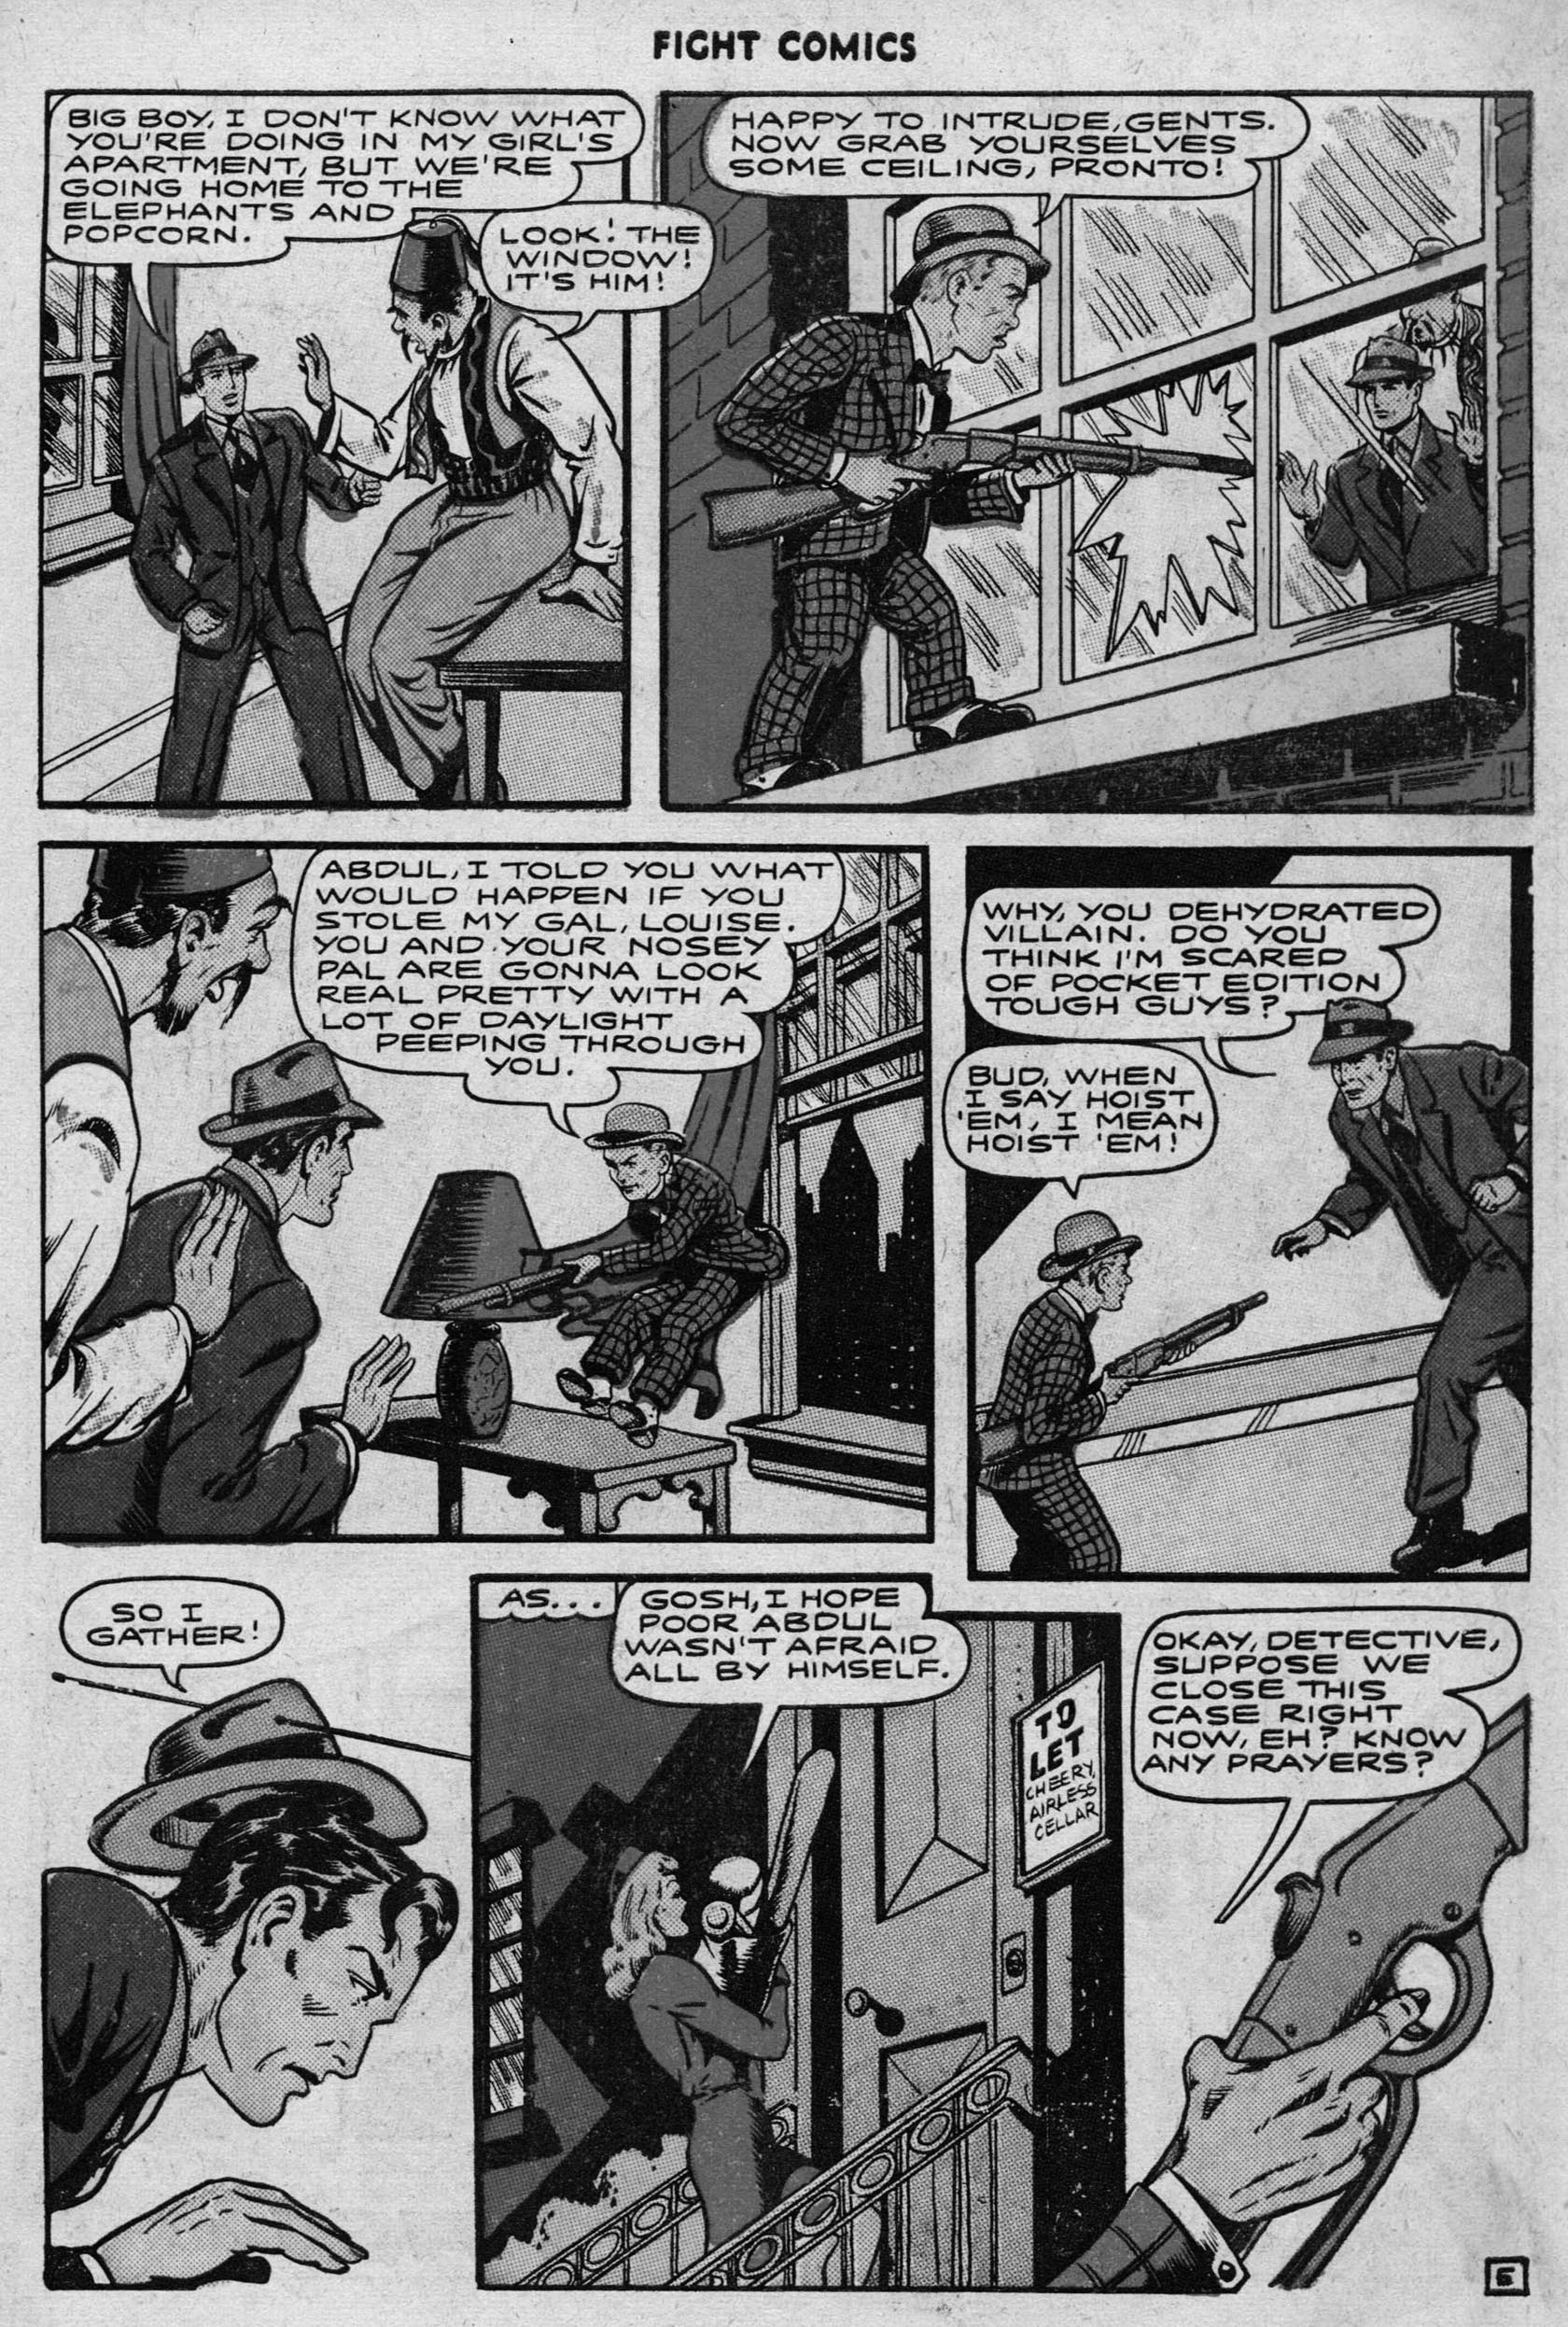 FIGHT COMICS
BIG BOY, I DON'T KNOW WHAT
YOU'RE DOING IN MY GIRL'S
APARTMENT, BUT WE'RE
GOING HOME TO THE
ELEPHANTS AND
POPCORN.
LOOK! THE
WINDOW!
IT'S HIM!
HAPPY TO INTRUDE, GENTS.
NOW GRAB YOURSELVES
SOME CEILING, PRONTO!
ABDUL, I TOLD YOU WHAT
WOULD HAPPEN IF YOU
STOLE MY GAL, LOUISE.
YOU AND YOUR NOSEY
PAL ARE GONNA LOOK
REAL PRETTY WITH A
LOT OF DAYLIGHT
PEEPING THROUGH
YOU.
WHY, YOU DEHYDRATED
VILLAIN. DO YOU
THINK I'M SCARED
OF POCKET EDITION
TOUGH GUYS?
BUD, WHEN
I SAY HOIST
'EM, I MEAN
HOIST 'EM!
SO I
GATHER!
AS...
GOSH, I HOPE
POOR ABDUL
WASN'T AFRAID
ALL BY HIMSELF.
TO
LET
CHEERY,
AIRLESS
CELLAR
OKAY, DETECTIVE,
SUPPOSE WE
CLOSE THIS
CASE RIGHT
NOW, EH? KNOW
ANY PRAYERS?